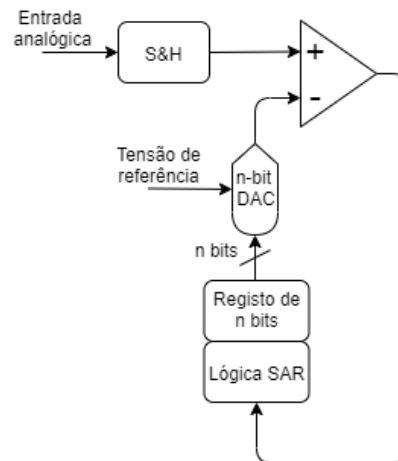 Entrada
analógica
S&H
+
-
Tensão de
referência
n-bit
DAC
n bits
Registo de
n bits
Lógica SAR